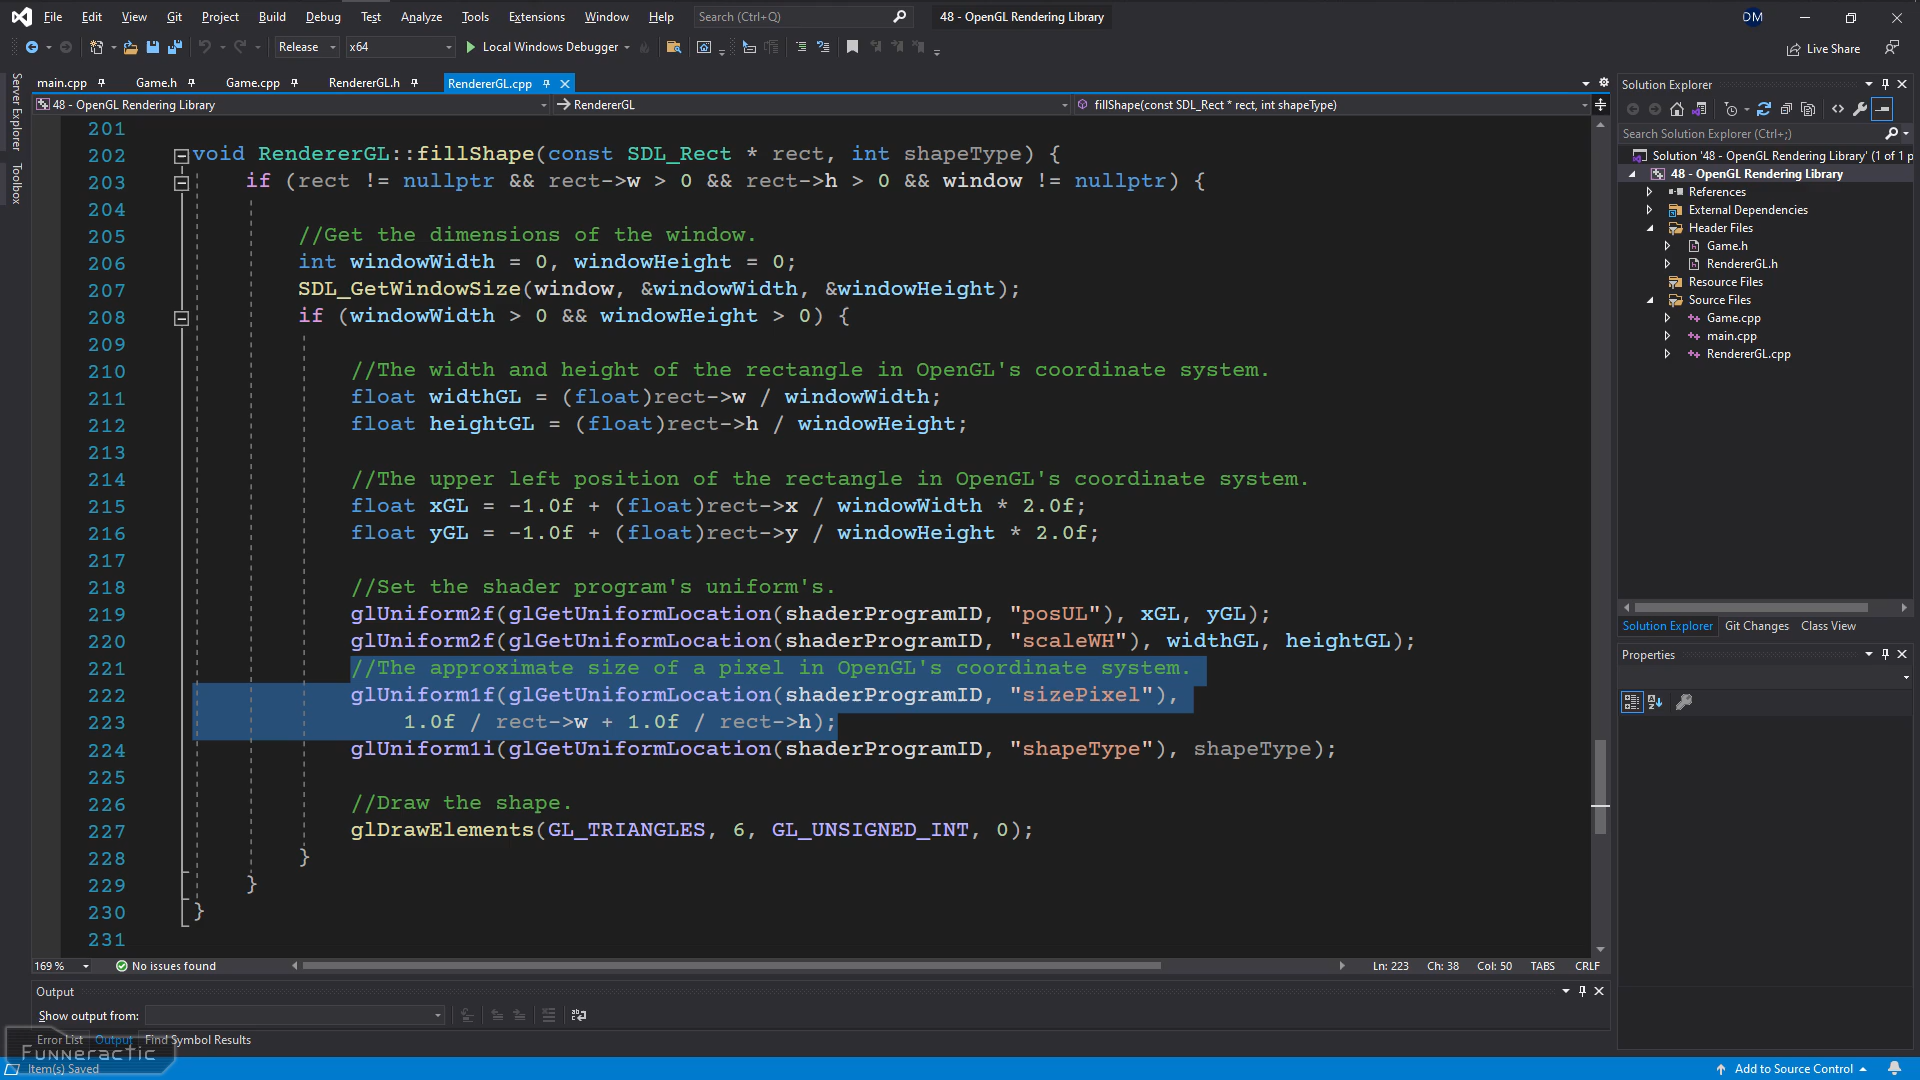 File Edit View Git Project Build Debug Test Analyze Tools Extensions Window Help Search (Ctrl+Q) 48 - OpenGL Rendering Library DM
Release x64 Local Windows Debugger Live Share
main.cpp Game.h Game.cpp RendererGL.h RendererGL.cpp
48 - OpenGL Rendering Library RendererGL fillShape(const SDL_Rect * rect, int shapeType)
Server Explorer
Toolbox
201
202 void RendererGL::fillShape(const SDL_Rect * rect, int shapeType) {
203 if (rect != nullptr && rect->w > 0 && rect->h > 0 && window != nullptr) {
204
205 //Get the dimensions of the window.
206 int windowWidth = 0, windowHeight = 0;
207 SDL_GetWindowSize(window, &windowWidth, &windowHeight);
208 if (windowWidth > 0 && windowHeight > 0) {
209
210 //The width and height of the rectangle in OpenGL's coordinate system.
211 float widthGL = (float)rect->w / windowWidth;
212 float heightGL = (float)rect->h / windowHeight;
213
214 //The upper left position of the rectangle in OpenGL's coordinate system.
215 float xGL = -1.0f + (float)rect->x / windowWidth * 2.0f;
216 float yGL = -1.0f + (float)rect->y / windowHeight * 2.0f;
217
218 //Set the shader program's uniform's.
219 glUniform2f(glGetUniformLocation(shaderProgramID, "posUL"), xGL, yGL);
220 glUniform2f(glGetUniformLocation(shaderProgramID, "scaleWH"), widthGL, heightGL);
221 //The approximate size of a pixel in OpenGL's coordinate system.
222 glUniform1f(glGetUniformLocation(shaderProgramID, "sizePixel"),
223 1.0f / rect->w + 1.0f / rect->h);
224 glUniform1i(glGetUniformLocation(shaderProgramID, "shapeType"), shapeType);
225
226 //Draw the shape.
227 glDrawElements(GL_TRIANGLES, 6, GL_UNSIGNED_INT, 0);
228 }
229 }
230 }
231
169 % No issues found Ln: 223 Ch: 38 Col: 50 TABS CRLF
Output
Show output from:
Error List Output Find Symbol Results
Funneractic
Item(s) Saved
Add to Source Control
Solution Explorer
Search Solution Explorer (Ctrl+;)
Solution '48 - OpenGL Rendering Library' (1 of 1 p
48 - OpenGL Rendering Library
References
External Dependencies
Header Files
Game.h
RendererGL.h
Resource Files
Source Files
Game.cpp
main.cpp
RendererGL.cpp
Solution Explorer Git Changes Class View
Properties